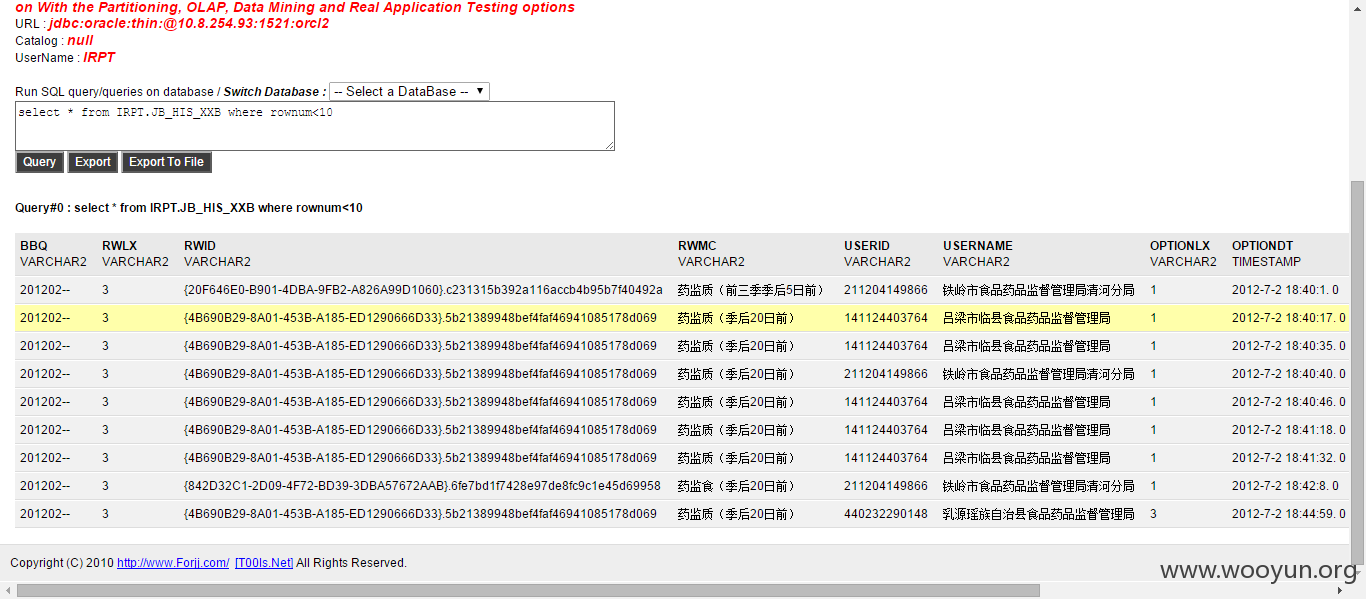 on With the Partitioning, OLAP, Data Mining and Real Application Testing options
URL : jdbc:oracle:thin:@10.8.254.93:1521:orcl2
Catalog : null
UserName : IRPT
Run SQL query/queries on database / Switch Database : -- Select a DataBase --
select * from IRPT.JB_HIS_XXB where rownum<10
Query Export Export To File
Query#0 : select * from IRPT.JB_HIS_XXB where rownum<10
BBQ RWLX RWID RWMC USERID USERNAME OPTIONLX OPTIONDT
VARCHAR2 VARCHAR2 VARCHAR2 VARCHAR2 VARCHAR2 VARCHAR2 VARCHAR2 TIMESTAMP
201202-- 3 {20F646E0-B901-4DBA-9FB2-A826A99D1060}.c231315b392a116accb4b95b7f40492a 药监质（前三季季后5日前） 211204149866 铁岭市食品药品监督管理局清河分局 1 2012-7-2 18:40:1. 0
201202-- 3 {4B690B29-8A01-453B-A185-ED1290666D33}.5b21389948bef4faf46941085178d069 药监质（季后20日前） 141124403764 吕梁市临县食品药品监督管理局 1 2012-7-2 18:40:17. 0
201202-- 3 {4B690B29-8A01-453B-A185-ED1290666D33}.5b21389948bef4faf46941085178d069 药监质（季后20日前） 141124403764 吕梁市临县食品药品监督管理局 1 2012-7-2 18:40:35. 0
201202-- 3 {4B690B29-8A01-453B-A185-ED1290666D33}.5b21389948bef4faf46941085178d069 药监质（季后20日前） 211204149866 铁岭市食品药品监督管理局清河分局 1 2012-7-2 18:40:40. 0
201202-- 3 {4B690B29-8A01-453B-A185-ED1290666D33}.5b21389948bef4faf46941085178d069 药监质（季后20日前） 141124403764 吕梁市临县食品药品监督管理局 1 2012-7-2 18:40:46. 0
201202-- 3 {4B690B29-8A01-453B-A185-ED1290666D33}.5b21389948bef4faf46941085178d069 药监质（季后20日前） 141124403764 吕梁市临县食品药品监督管理局 1 2012-7-2 18:41:18. 0
201202-- 3 {4B690B29-8A01-453B-A185-ED1290666D33}.5b21389948bef4faf46941085178d069 药监质（季后20日前） 141124403764 吕梁市临县食品药品监督管理局 1 2012-7-2 18:41:32. 0
201202-- 3 {842D32C1-2D09-4F72-BD39-3DBA57672AAB}.6fe7bd1f7428e97de8fc9c1e45d69958 药监食（季后20日前） 211204149866 铁岭市食品药品监督管理局清河分局 1 2012-7-2 18:42:8. 0
201202-- 3 {4B690B29-8A01-453B-A185-ED1290666D33}.5b21389948bef4faf46941085178d069 药监质（季后20日前） 440232290148 乳源瑶族自治县食品药品监督管理局 3 2012-7-2 18:44:59. 0
Copyright (C) 2010 http://www.Forjj.com/ [T00ls.Net] All Rights Reserved.
www.wooyun.org